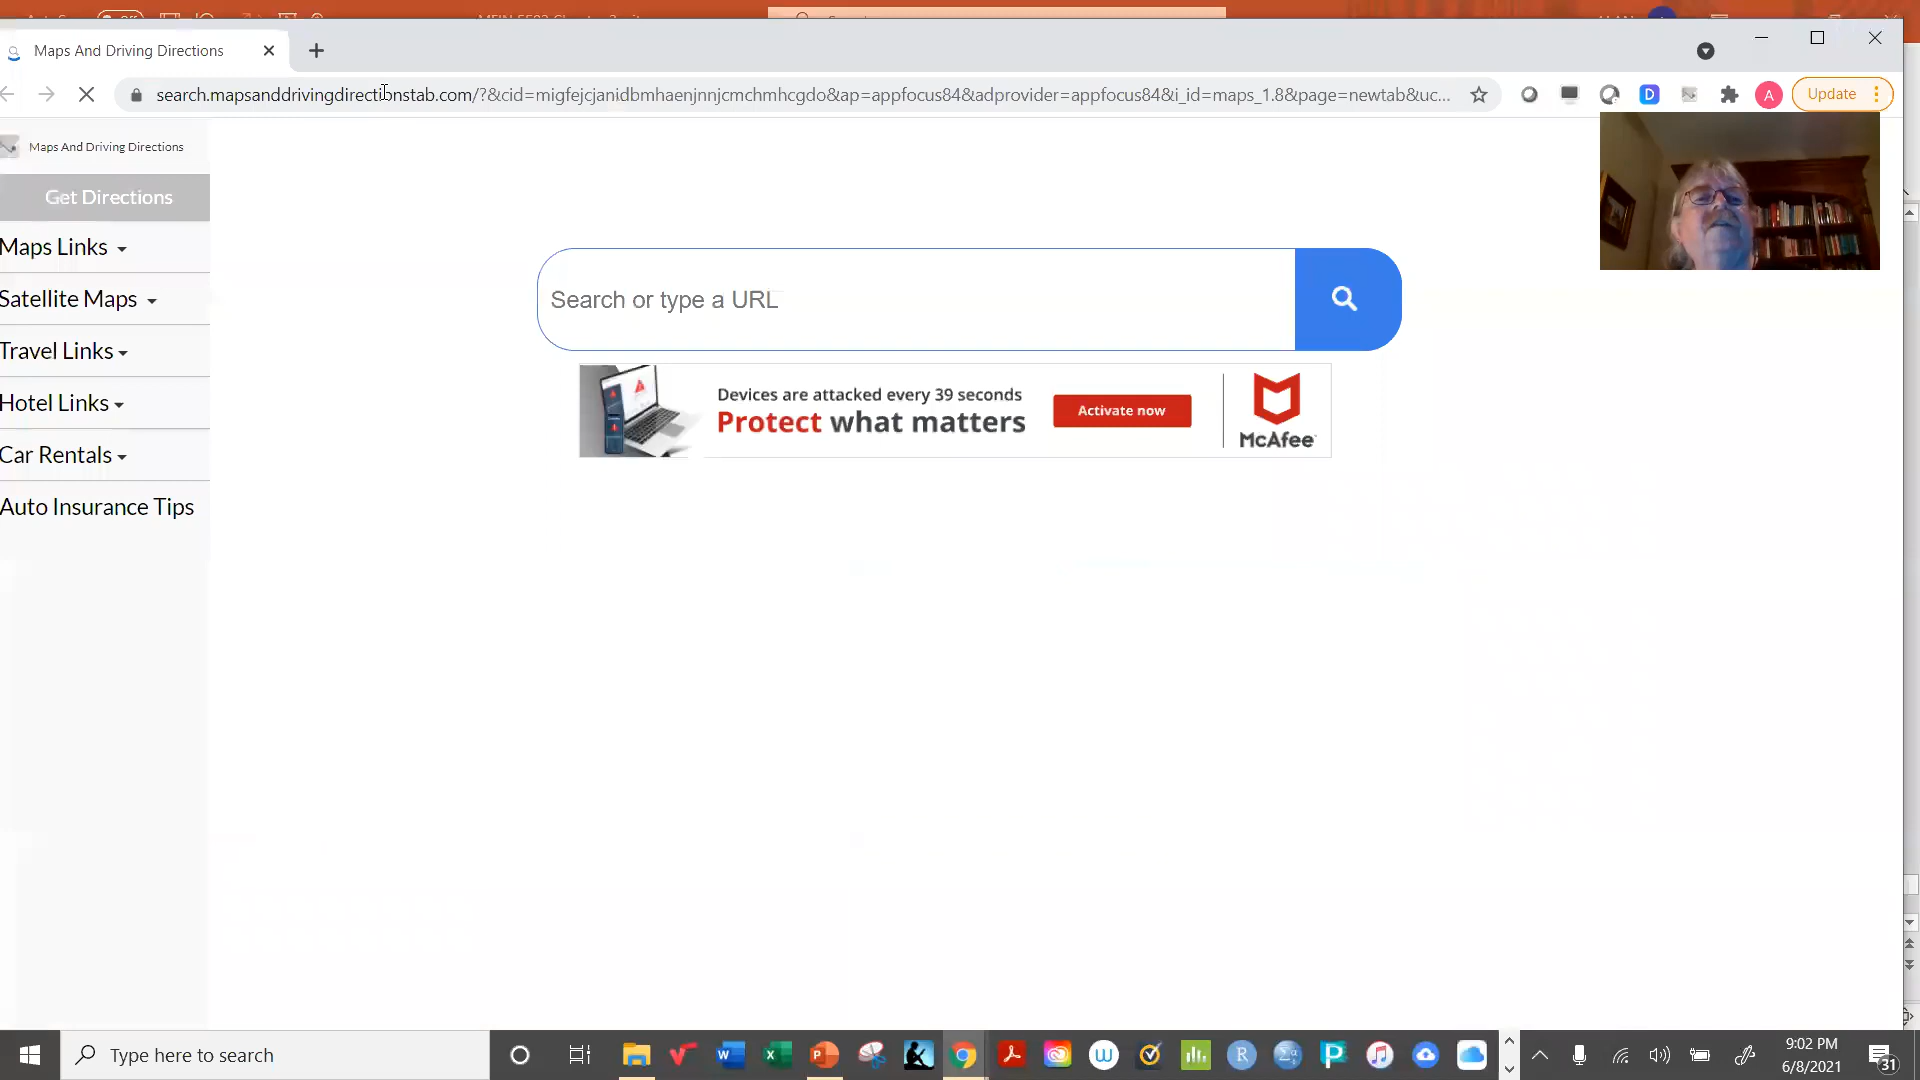 Maps And Driving Directions
search.mapsanddrivingdirectionstab.com/?&cid=migfejcjanidbmhaenjnnjcmchmhcgdo&ap=appfocus84&adprovider=appfocus84&i_id=maps_1.8&page=newtab&uc...
D
A
Update
Maps And Driving Directions
Get Directions
Maps Links
Satellite Maps
Travel Links
Hotel Links
Car Rentals
Auto Insurance Tips
Search or type a URL
Devices are attacked every 39 seconds
Protect what matters
Activate now
McAfee
Type here to search
9:02 PM
6/8/2021
31